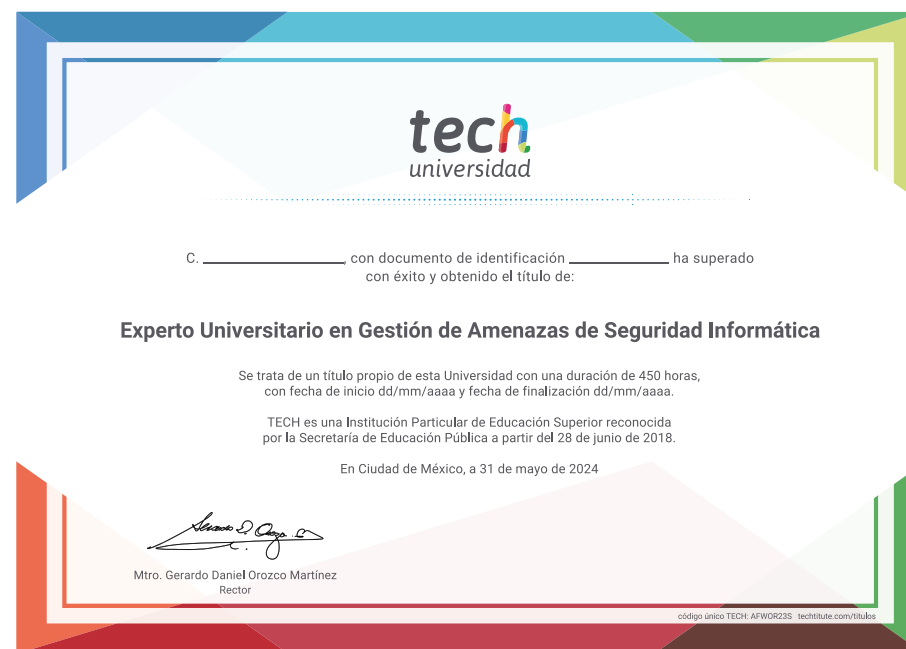 tech
universidad
C. ____________, con documento de identificación ____________ ha superado
con éxito y obtenido el título de:
Experto Universitario en Gestión de Amenazas de Seguridad Informática
Se trata de un título propio de esta Universidad con una duración de 450 horas,
con fecha de inicio dd/mm/aaaa y fecha de finalización dd/mm/aaaa.
TECH es una Institución Particular de Educación Superior reconocida
por la Secretaría de Educación Pública a partir del 28 de junio de 2018.
En Ciudad de México, a 31 de mayo de 2024
Mtro. Gerardo Daniel Orozco Martínez
Rector
código único TECH: AFWOR23S techtitute.com/titulos